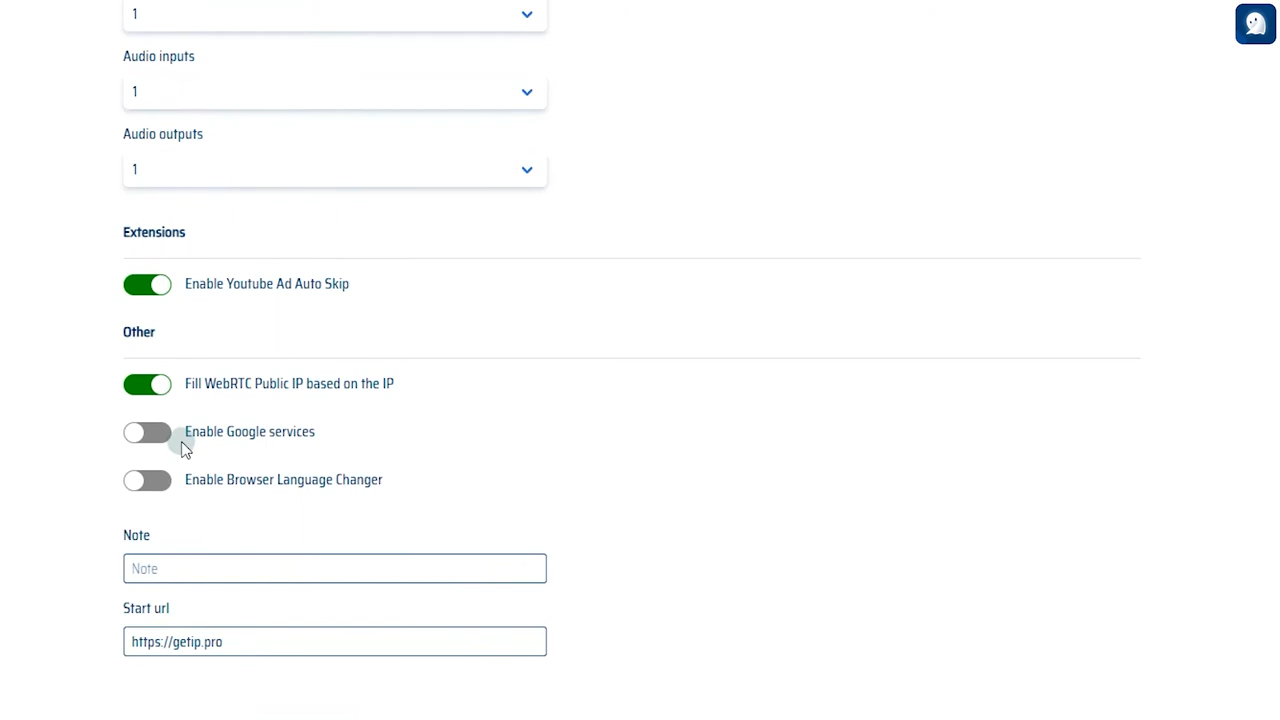 1
Audio inputs
1
Audio outputs
1
Extensions
Enable Youtube Ad Auto Skip
Other
Fill WebRTC Public IP based on the IP
Enable Google services
Enable Browser Language Changer
Note
Note
Start url
https://getip.pro